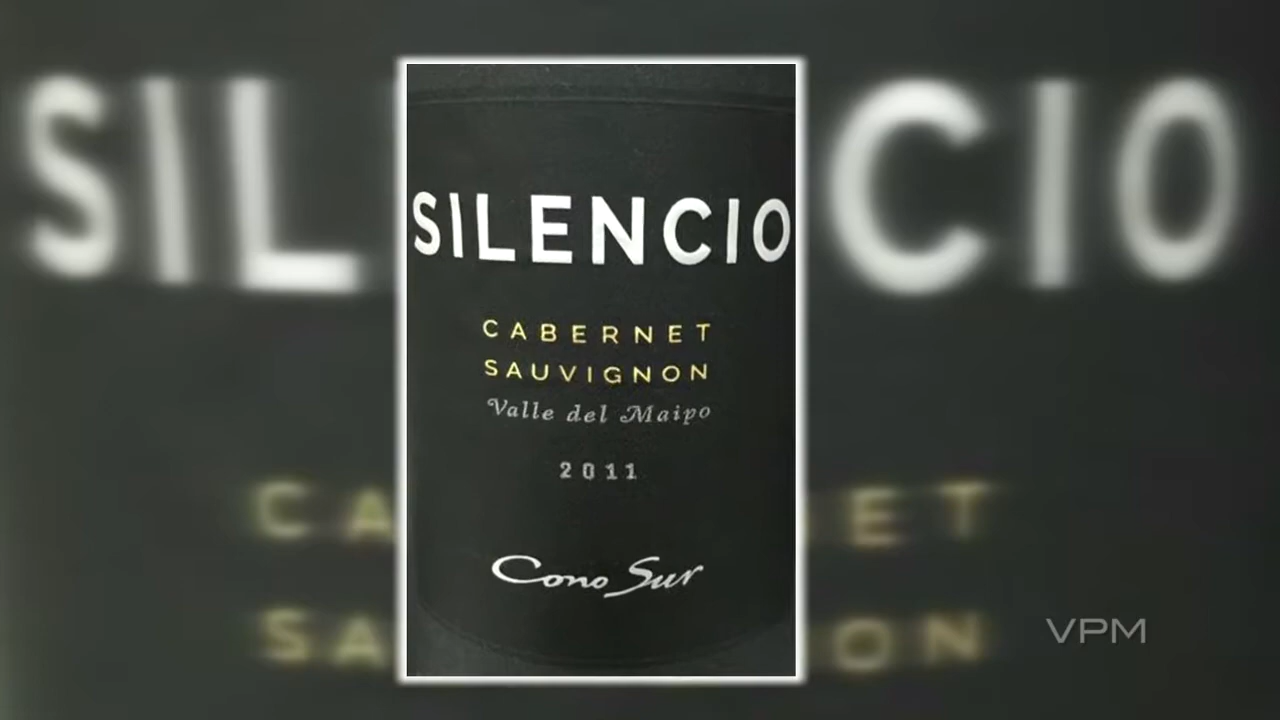 SILENCIO
CABERNET
SAUVIGNON
Valle del Maipo
2011
Cono Sur
VPM